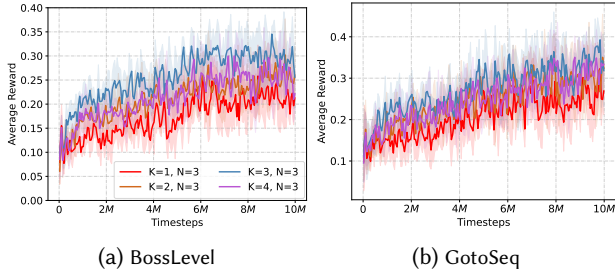 0.40
0.35
0.30
0.25
0.20
0.15
0.10
0.05
0.00
Average Reward
K=1, N=3
K=2, N=3
K=3, N=3
K=4, N=3
0 2M 4M 6M 8M 10M
Timesteps
(a) BossLevel
0.4
0.3
0.2
0.1
Average Reward
0 2M 4M 6M 8M 10M
Timesteps
(b) GotoSeq